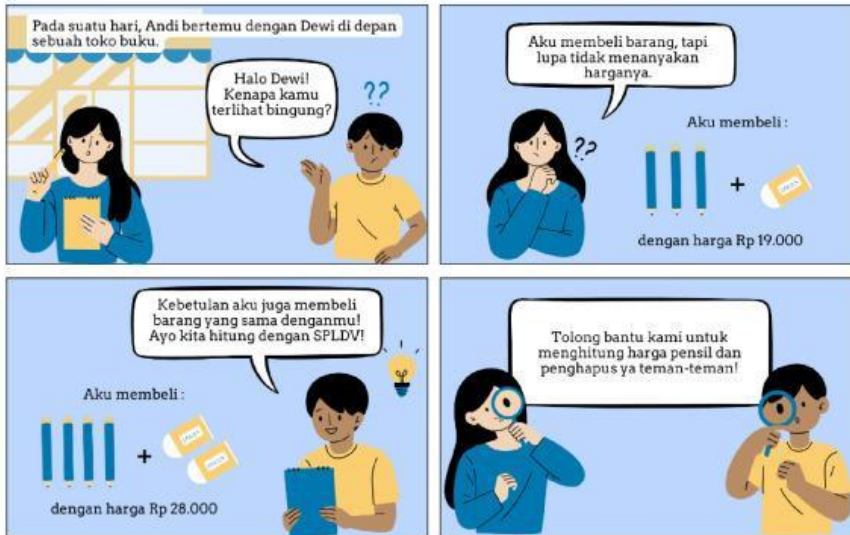 Pada suatu hari, Andi bertemu dengan Dewi di depan
sebuah toko buku.
Halo Dewi!
Kenapa kamu
terlihat bingung?
??
Aku membeli barang, tapi
lupa tidak menanyakan
harganya.
??
Aku membeli :
+
dengan harga Rp 19.000
Kebetulan aku juga membeli
barang yang sama denganmu!
Ayo kita hitung dengan SPLDV!
Aku membeli :
+
dengan harga Rp 28.000
Tolong bantu kami untuk
menghitung harga pensil dan
penghapus ya teman-teman!